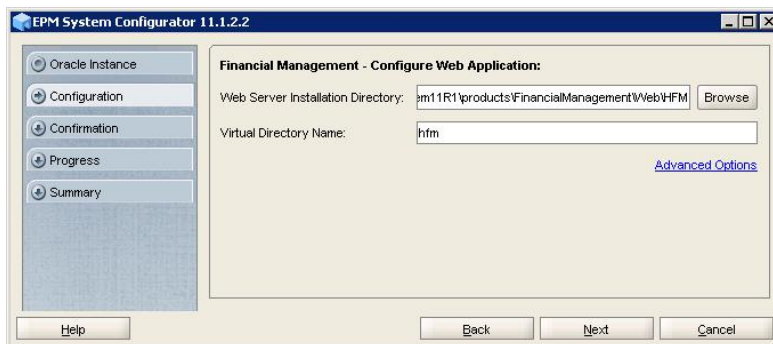 EPM System Configurator 11.1.2.2
Oracle Instance
Configuration
Confirmation
Progress
Summary
Financial Management - Configure Web Application:
Web Server Installation Directory: em11R1\products\FinancialManagement\Web\HFM Browse
Virtual Directory Name: hfm
Advanced Options
Help Back Next Cancel